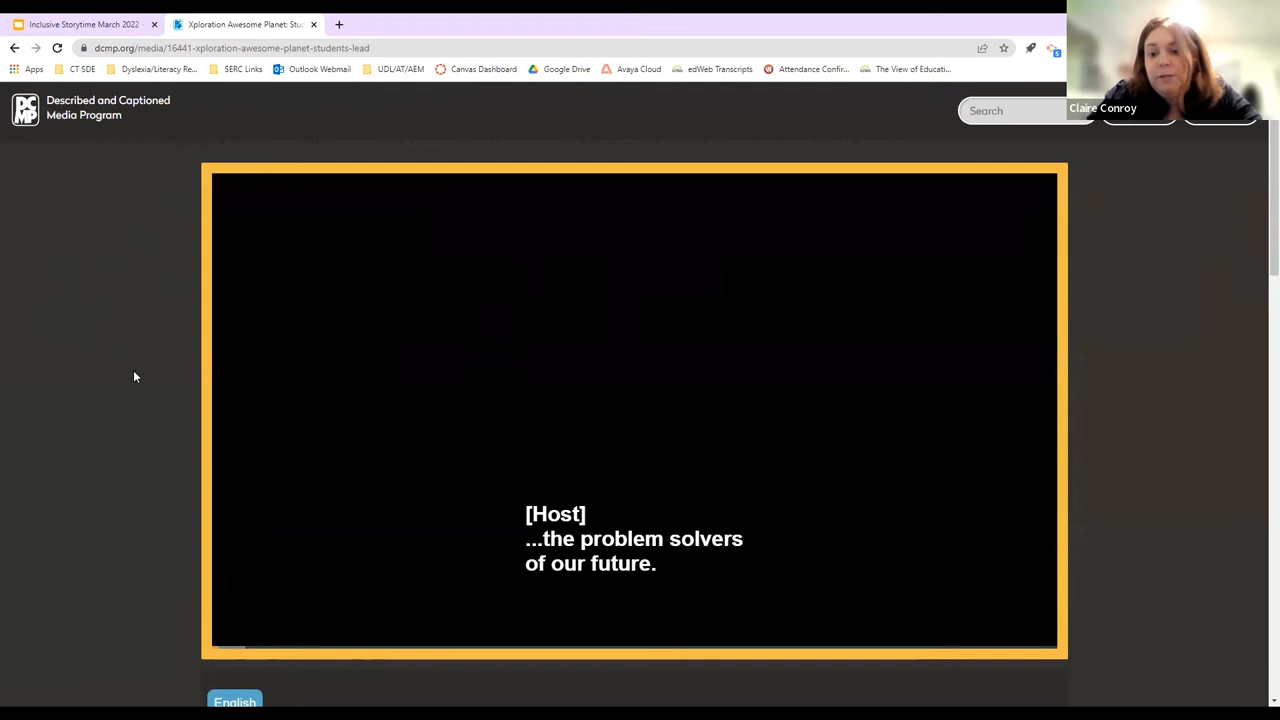 Inclusive Storytime March 2022
Xploration Awesome Planet: Stu
dcmp.org/media/16441-xploration-awesome-planet-students-lead
Apps
CT SDE
Dyslexia/Literacy Re...
SERC Links
Outlook Webmail
UDL/AT/AEM
Canvas Dashboard
Google Drive
Avaya Cloud
edWeb Transcripts
Attendance Confir...
The View of Educati...
DC
MP
Described and Captioned
Media Program
Search
Claire Conroy
[Host]
...the problem solvers
of our future.
English